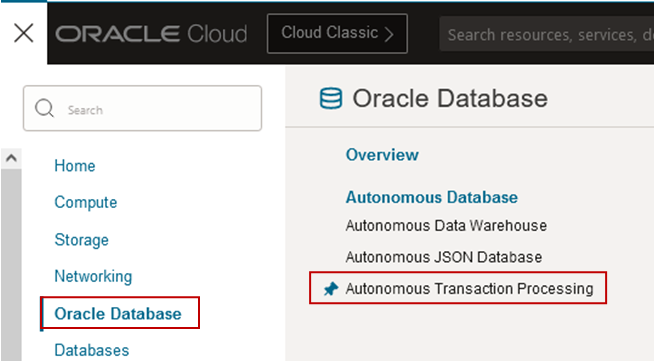 ORACLE Cloud
Cloud Classic >
Search resources, services, d
Search
Home
Compute
Storage
Networking
Oracle Database
Databases
Oracle Database
Overview
Autonomous Database
Autonomous Data Warehouse
Autonomous JSON Database
Autonomous Transaction Processing